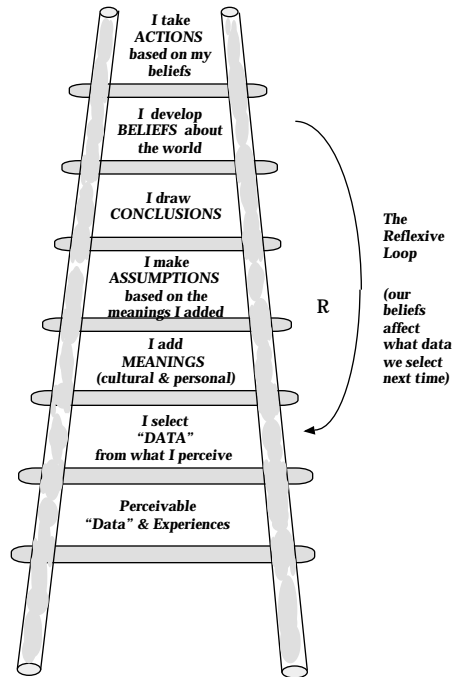 I take
ACTIONS
based on my
beliefs
I develop
BELIEFS about
the world
I draw
CONCLUSIONS
I make
ASSUMPTIONS
based on the
meanings I added
I add
MEANINGS
(cultural & personal)
I select
“DATA”
from what I perceive
Perceivable
“Data” & Experiences
R
The
Reflexive
Loop
(our
beliefs
affect
what data
we select
next time)